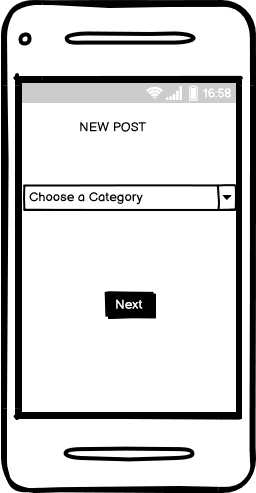 16:58
NEW POST
Choose a Category
Next